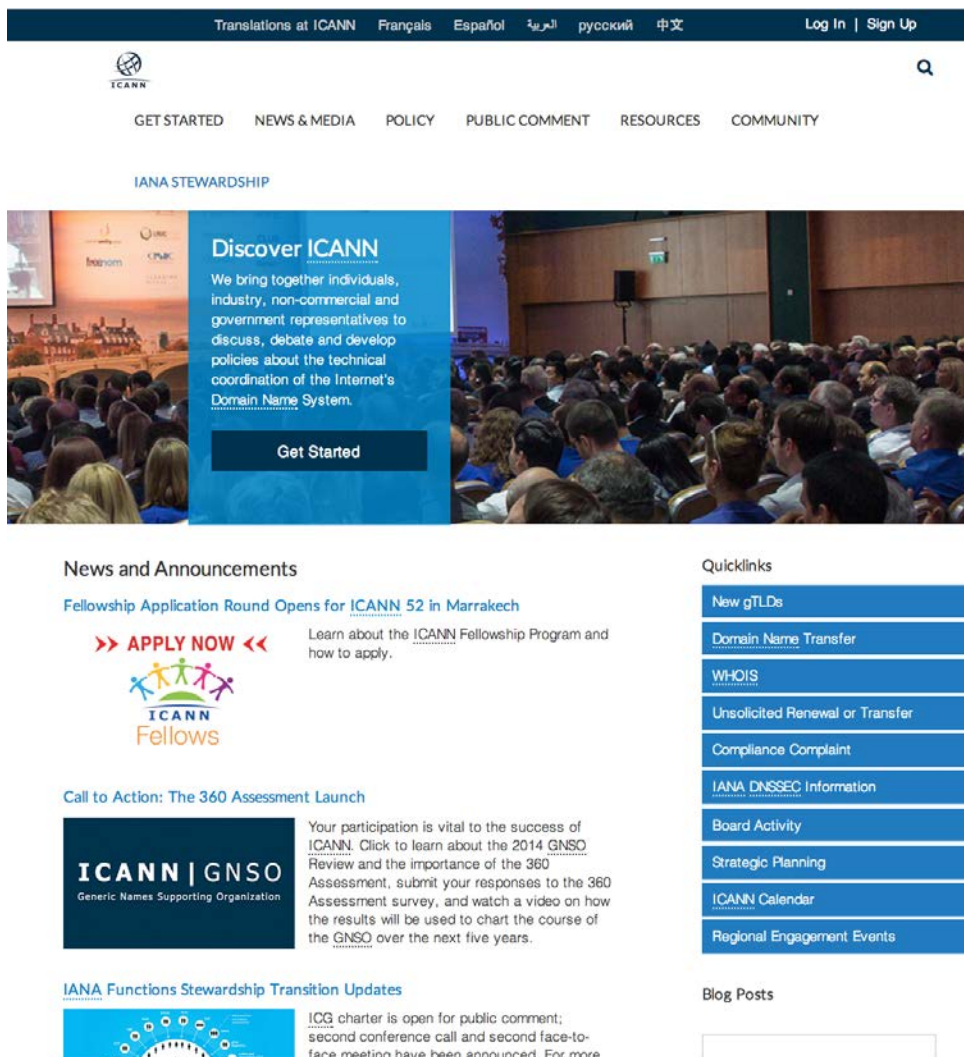 Translations at ICANN Français Español العربية русский 中文 Log In | Sign Up
ICANN
GET STARTED NEWS & MEDIA POLICY PUBLIC COMMENT RESOURCES COMMUNITY
IANA STEWARDSHIP
freenom
Discover ICANN
We bring together individuals,
industry, non-commercial and
government representatives to
discuss, debate and develop
policies about the technical
coordination of the Internet's
Domain Name System.
Get Started
News and Announcements
Fellowship Application Round Opens for ICANN 52 in Marrakech
>> APPLY NOW <<
ICANN
Fellows
Learn about the ICANN Fellowship Program and
how to apply.
Call to Action: The 360 Assessment Launch
ICANN | GNSO
Generic Names Supporting Organization
Your participation is vital to the success of
ICANN. Click to learn about the 2014 GNSO
Review and the importance of the 360
Assessment, submit your responses to the 360
Assessment survey, and watch a video on how
the results will be used to chart the course of
the GNSO over the next five years.
IANA Functions Stewardship Transition Updates
ICG charter is open for public comment;
second conference call and second face-to-
face meeting have been announced. For more
Quicklinks
New gTLDs
Domain Name Transfer
WHOIS
Unsolicited Renewal or Transfer
Compliance Complaint
IANA DNSSEC Information
Board Activity
Strategic Planning
ICANN Calendar
Regional Engagement Events
Blog Posts